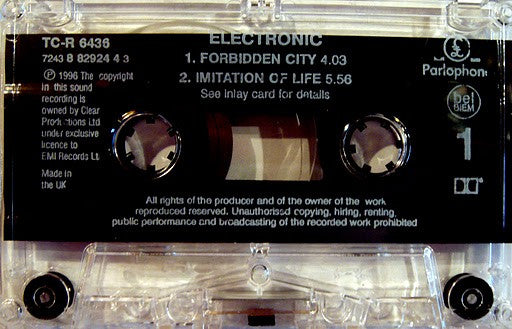 TC-R 6436
7243 8 82924 4 3
℗ 1996 The copyright
in this sound
recording is
owned by Clear
Productions Ltd
under exclusive
licence to
EMI Records Lt
Made in
the UK
ELECTRONIC
1. FORBIDDEN CITY 4.03
2. IMITATION OF LIFE 5.56
See inlay card for details
£
Parlophone
bel
BIEM
1
All rights of the producer and of the owner of the work
reproduced reserved. Unauthorised copying, hiring, renting,
public performance and broadcasting of the recorded work prohibited